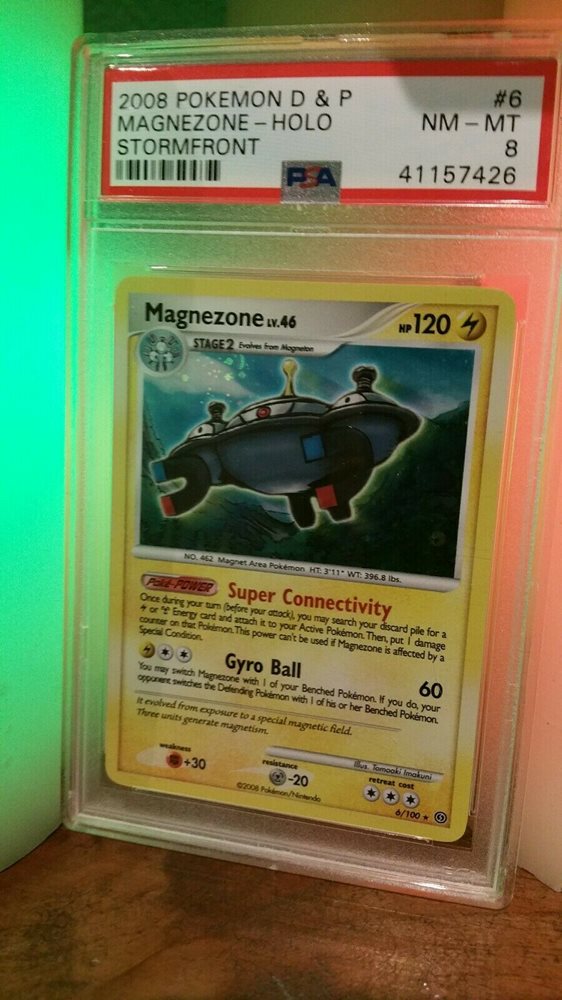 2008 POKEMON D & P #6
MAGNEZONE - HOLO NM - MT
STORMFRONT 8
PSA 41157426
Magnezone LV.46 HP 120
STAGE 2 Evolves from Magneton
NO. 462 Magnet Area Pokémon HT: 3'11" WT: 396.8 lbs.
Poké-POWER Super Connectivity
Once during your turn (before your attack), you may search your discard pile for a
or Energy card and attach it to your Active Pokémon. Then, put 1 damage
counter on that Pokémon. This power can't be used if Magnezone is affected by a
Special Condition.
Gyro Ball 60
You may switch Magnezone with 1 of your Benched Pokémon. If you do, your
opponent switches the Defending Pokémon with 1 of his or her Benched Pokémon.
It evolved from exposure to a special magnetic field.
Three units generate magnetism.
Illus. Tomoaki Imakuni
weakness resistance retreat cost
+30 -20
©2008 Pokémon/Nintendo 6/100